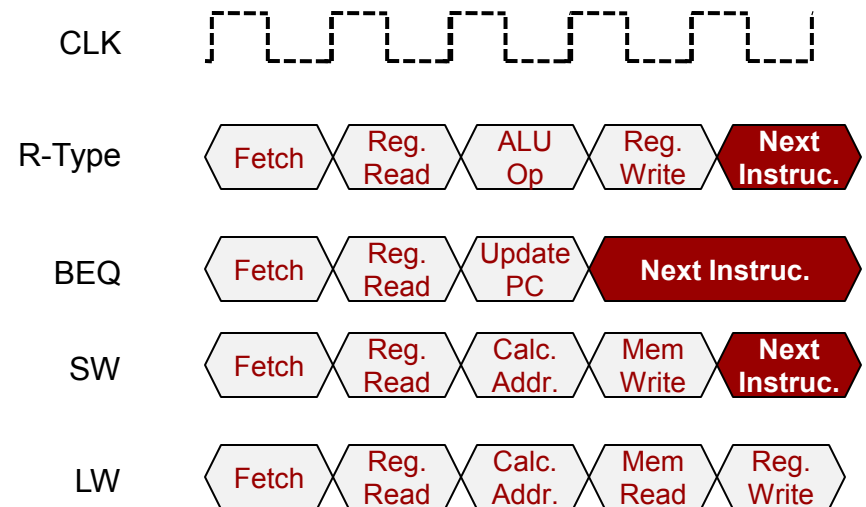 CLK
R-Type
Fetch
Reg.
Read
ALU
Op
Reg.
Write
Next
Instruc.
BEQ
Fetch
Reg.
Read
Update
PC
Next Instruc.
SW
Fetch
Reg.
Read
Calc.
Addr.
Mem
Write
Next
Instruc.
LW
Fetch
Reg.
Read
Calc.
Addr.
Mem
Read
Reg.
Write